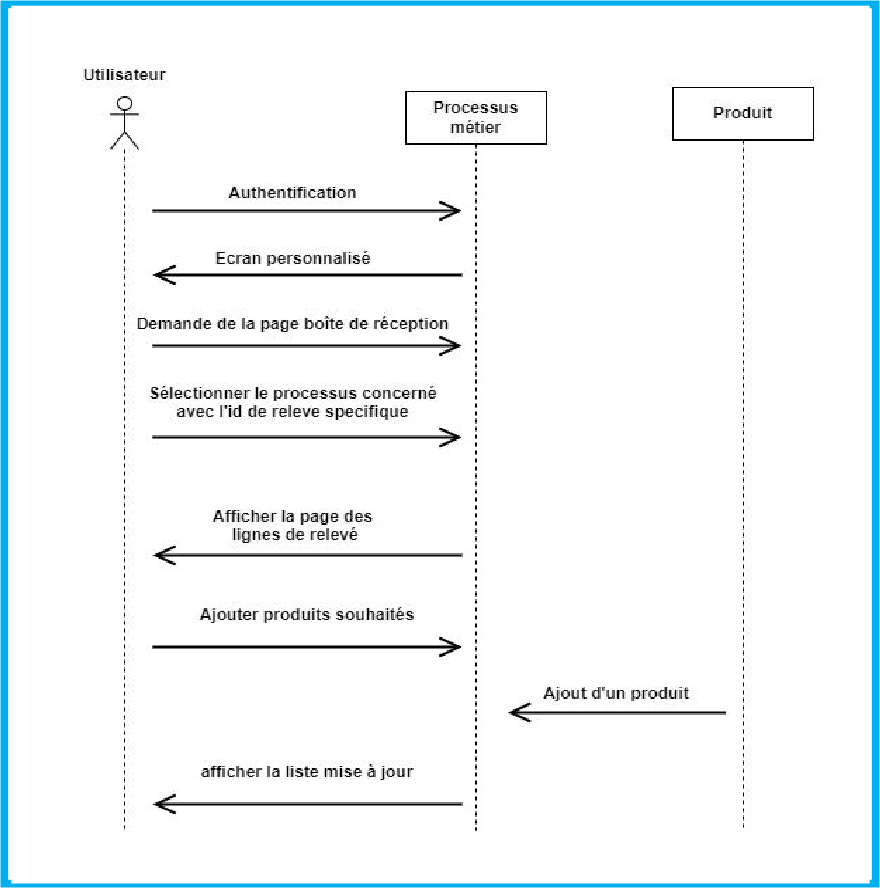 Utilisateur
Processus
métier
Produit
Authentification
Ecran personnalisé
Demande de la page boîte de réception
Sélectionner le processus concerné
avec l'id de releve specifique
Afficher la page des
lignes de relevé
Ajouter produits souhaités
Ajout d'un produit
afficher la liste mise à jour